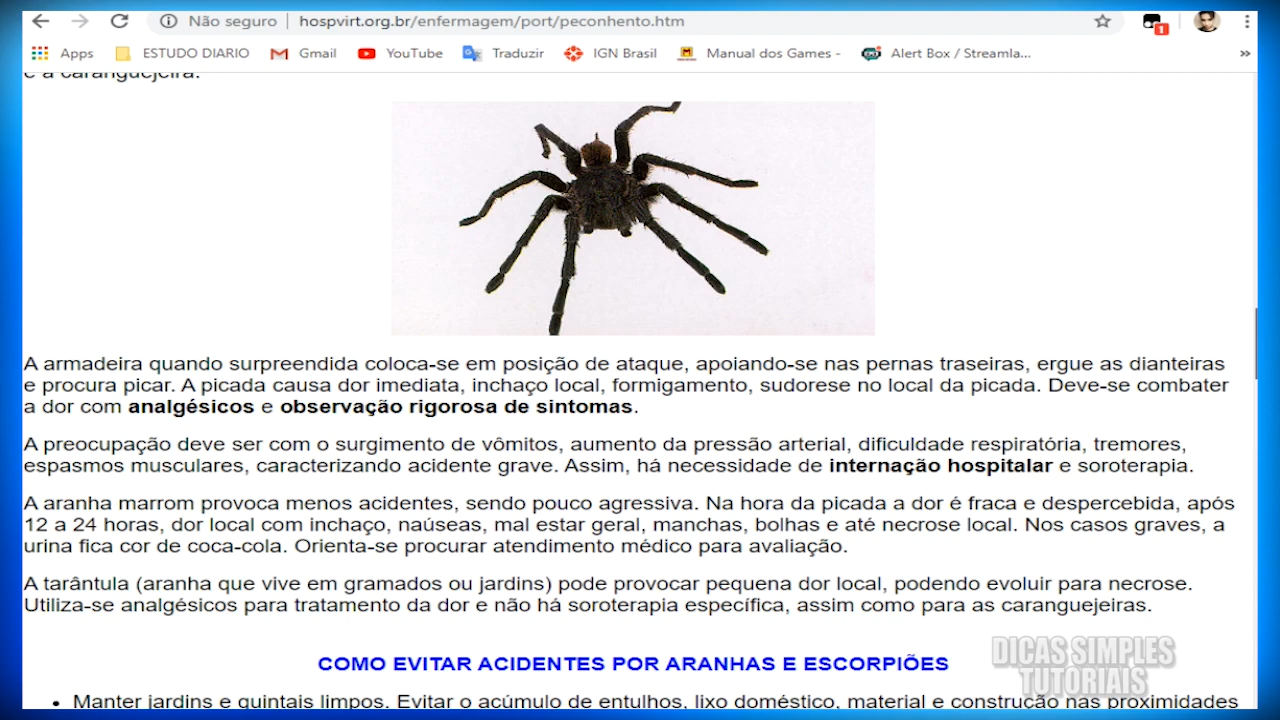 Não seguro
hospvirt.org.br/enfermagem/port/peconhento.htm
1
Apps
ESTUDO DIARIO
Gmail
YouTube
Traduzir
IGN Brasil
Manual dos Games -
Alert Box / Streamla...
»
e a caranguejeira.
A armadeira quando surpreendida coloca-se em posição de ataque, apoiando-se nas pernas traseiras, ergue as dianteiras
e procura picar. A picada causa dor imediata, inchaço local, formigamento, sudorese no local da picada. Deve-se combater
a dor com analgésicos e observação rigorosa de sintomas.
A preocupação deve ser com o surgimento de vômitos, aumento da pressão arterial, dificuldade respiratória, tremores,
espasmos musculares, caracterizando acidente grave. Assim, há necessidade de internação hospitalar e soroterapia.
A aranha marrom provoca menos acidentes, sendo pouco agressiva. Na hora da picada a dor é fraca e despercebida, após
12 a 24 horas, dor local com inchaço, naúseas, mal estar geral, manchas, bolhas e até necrose local. Nos casos graves, a
urina fica cor de coca-cola. Orienta-se procurar atendimento médico para avaliação.
A tarântula (aranha que vive em gramados ou jardins) pode provocar pequena dor local, podendo evoluir para necrose.
Utiliza-se analgésicos para tratamento da dor e não há soroterapia específica, assim como para as caranguejeiras.
COMO EVITAR ACIDENTES POR ARANHAS E ESCORPIÕES
DICAS SIMPLES
TUTORIAIS
• Manter jardins e quintais limpos. Evitar o acúmulo de entulhos, lixo doméstico, material e construção nas proximidades